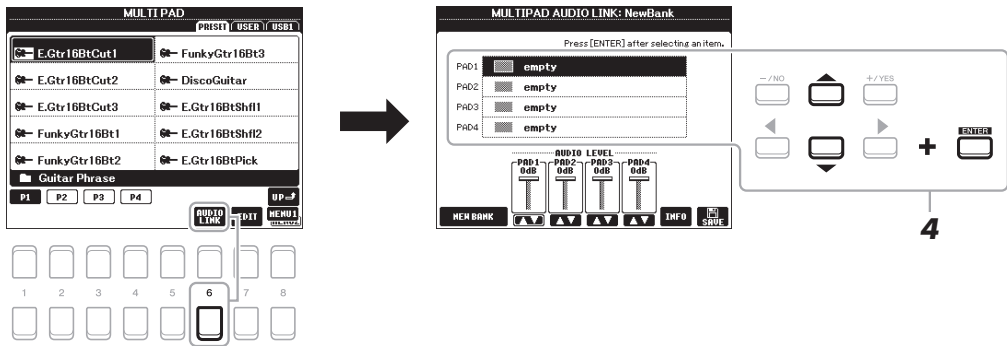 MULTI PAD
PRESET USER USB1
E.Gtr16BtCut1 FunkyGtr16Bt3
E.Gtr16BtCut2 DiscoGuitar
E.Gtr16BtCut3 E.Gtr16BtShfl1
FunkyGtr16Bt1 E.Gtr16BtShfl2
FunkyGtr16Bt2 E.Gtr16BtPick
Guitar Phrase
P1 P2 P3 P4 UP
AUDIO LINK EDIT MENU1
1 2 3 4 5 6 7 8
MULTIPAD AUDIO LINK: NewBank
Press [ENTER] after selecting an item.
PAD1 empty
PAD2 empty
PAD3 empty
PAD4 empty
AUDIO LEVEL
PAD1 PAD2 PAD3 PAD4
0dB 0dB 0dB 0dB
NEW BANK INFO SAVE
-/NO +/YES
ENTER
+
4